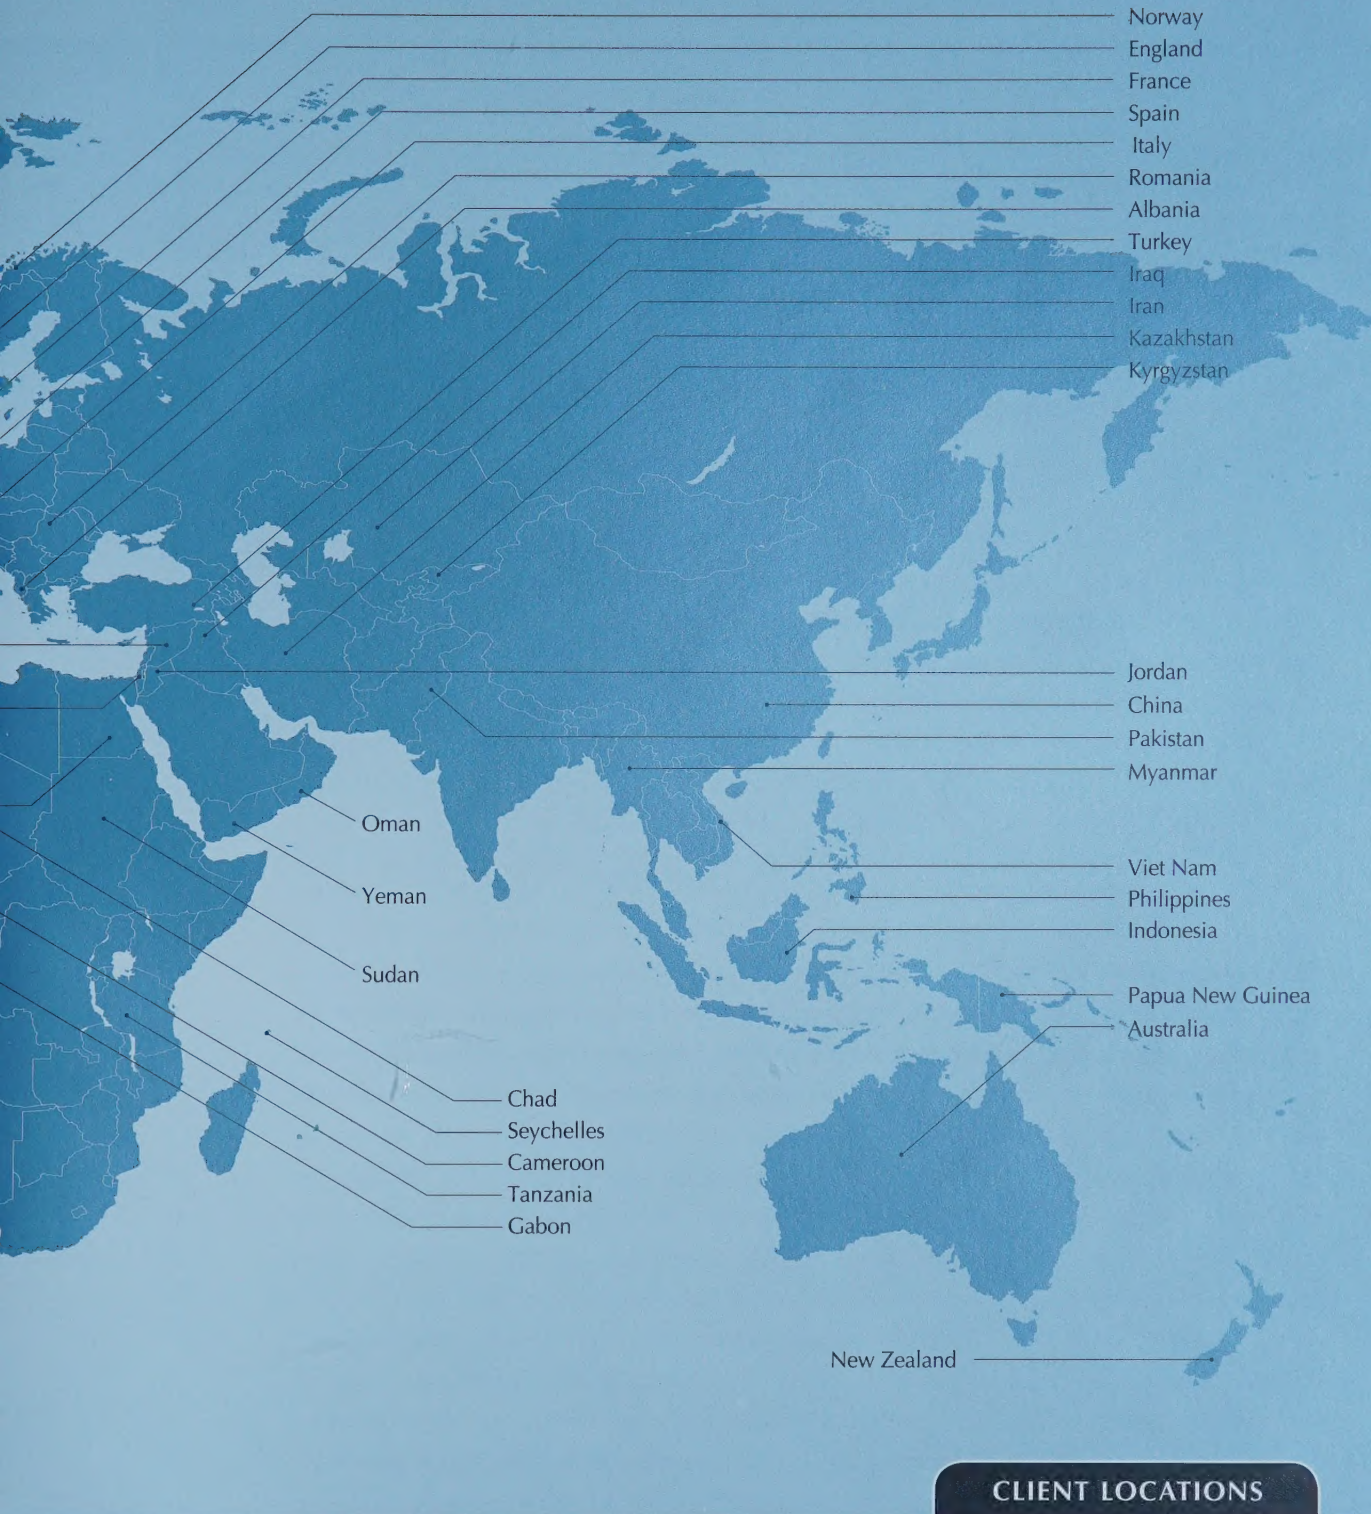 Norway
England
France
Spain
Italy
Romania
Albania
Turkey
Iraq
Iran
Kazakhstan
Kyrgyzstan
Jordan
China
Pakistan
Myanmar
Oman
Viet Nam
Yeman
Philippines
Indonesia
Sudan
Papua New Guinea
Australia
Chad
Seychelles
Cameroon
Tanzania
Gabon
New Zealand
CLIENT LOCATIONS